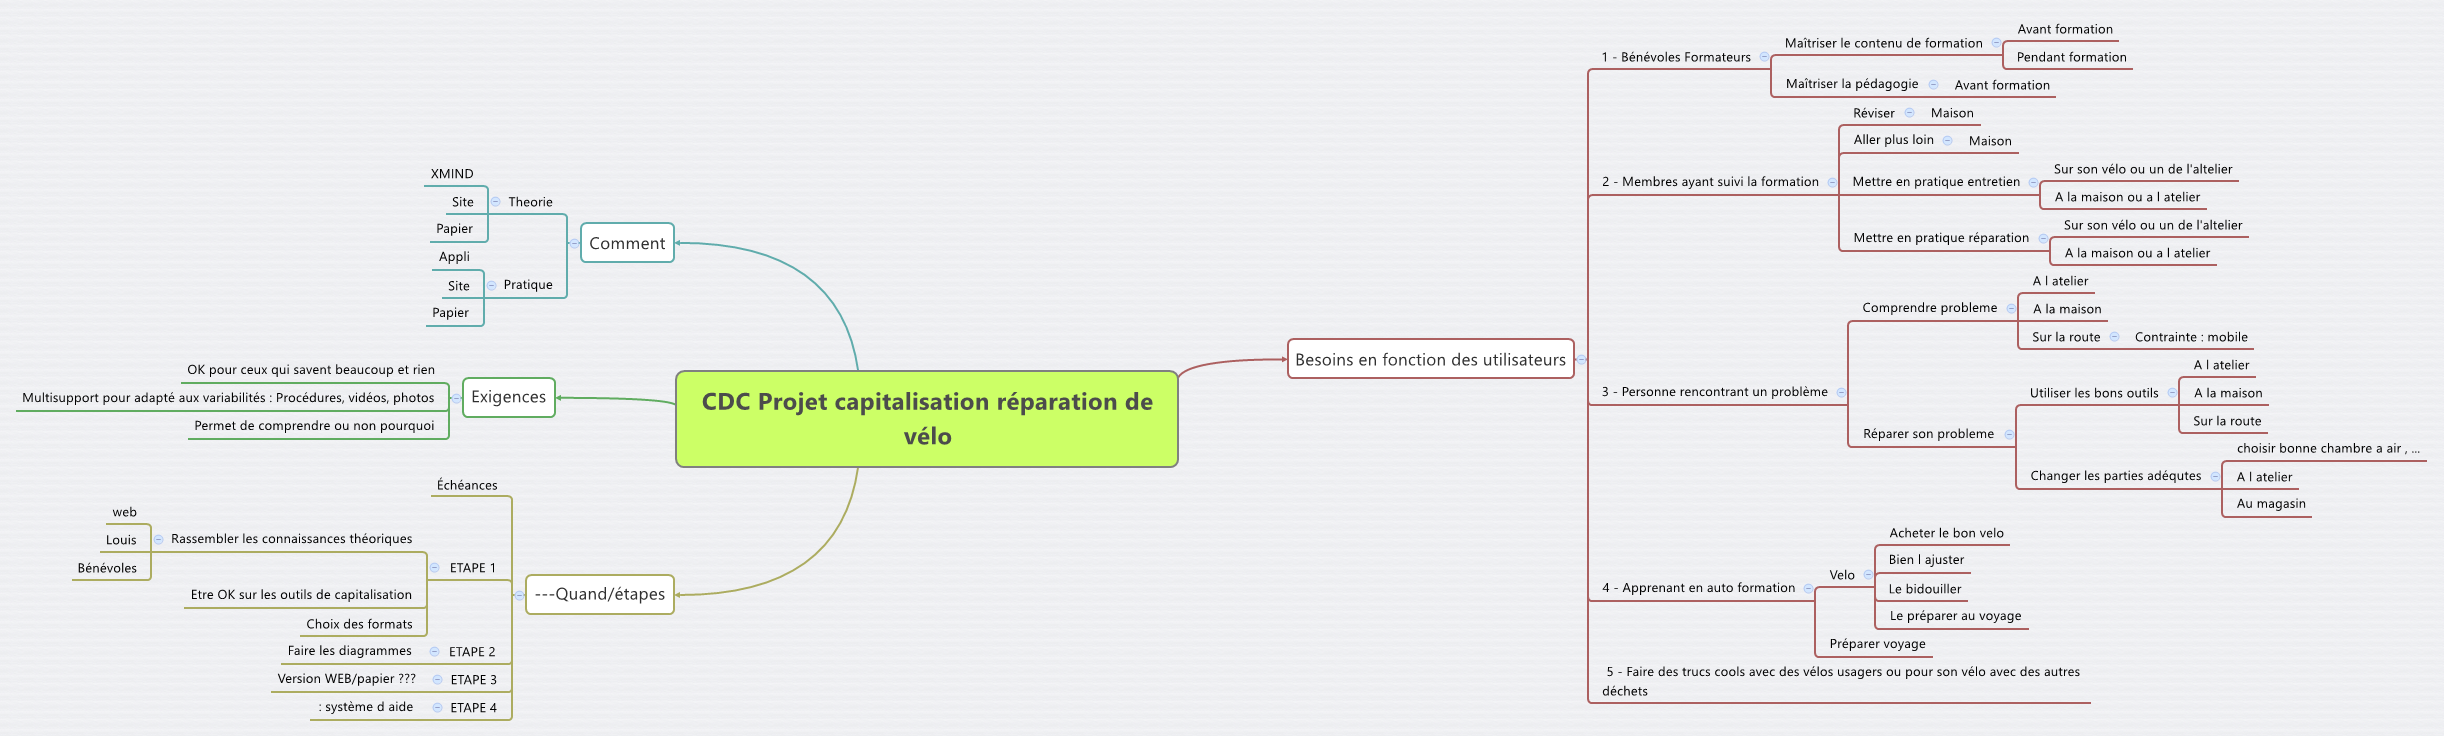 CDC Projet capitalisation réparation de
vélo
Comment
Theorie
XMIND
Site
Papier
Pratique
Appli
Site
Papier
Exigences
OK pour ceux qui savent beaucoup et rien
Multisupport pour adapté aux variabilités : Procédures, vidéos, photos
Permet de comprendre ou non pourquoi
---Quand/étapes
Échéances
ETAPE 1
Rassembler les connaissances théoriques
web
Louis
Bénévoles
Etre OK sur les outils de capitalisation
Choix des formats
ETAPE 2
Faire les diagrammes
ETAPE 3
Version WEB/papier ???
ETAPE 4
: système d aide
Besoins en fonction des utilisateurs
1 - Bénévoles Formateurs
Maîtriser le contenu de formation
Avant formation
Pendant formation
Maîtriser la pédagogie
Avant formation
2 - Membres ayant suivi la formation
Réviser
Maison
Aller plus loin
Maison
Mettre en pratique entretien
Sur son vélo ou un de l'altelier
A la maison ou a l atelier
Mettre en pratique réparation
Sur son vélo ou un de l'altelier
A la maison ou a l atelier
3 - Personne rencontrant un problème
Comprendre probleme
A l atelier
A la maison
Sur la route
Contrainte : mobile
Réparer son probleme
Utiliser les bons outils
A l atelier
A la maison
Sur la route
Changer les parties adéqutes
choisir bonne chambre a air , ...
A l atelier
Au magasin
4 - Apprenant en auto formation
Velo
Acheter le bon velo
Bien l ajuster
Le bidouiller
Le préparer au voyage
Préparer voyage
5 - Faire des trucs cools avec des vélos usagers ou pour son vélo avec des autres
déchets